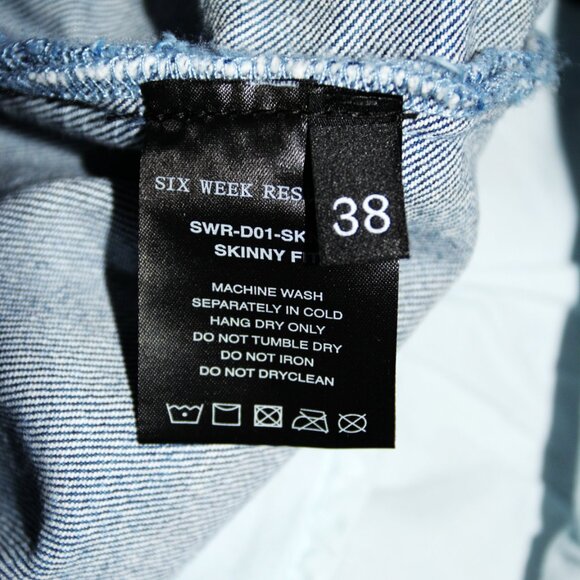 SIX WEEK RES
38
SWR-D01-SK
SKINNY
MACHINE WASH
SEPARATELY IN COLD
HANG DRY ONLY
DO NOT TUMBLE DRY
DO NOT IRON
DO NOT DRYCLEAN